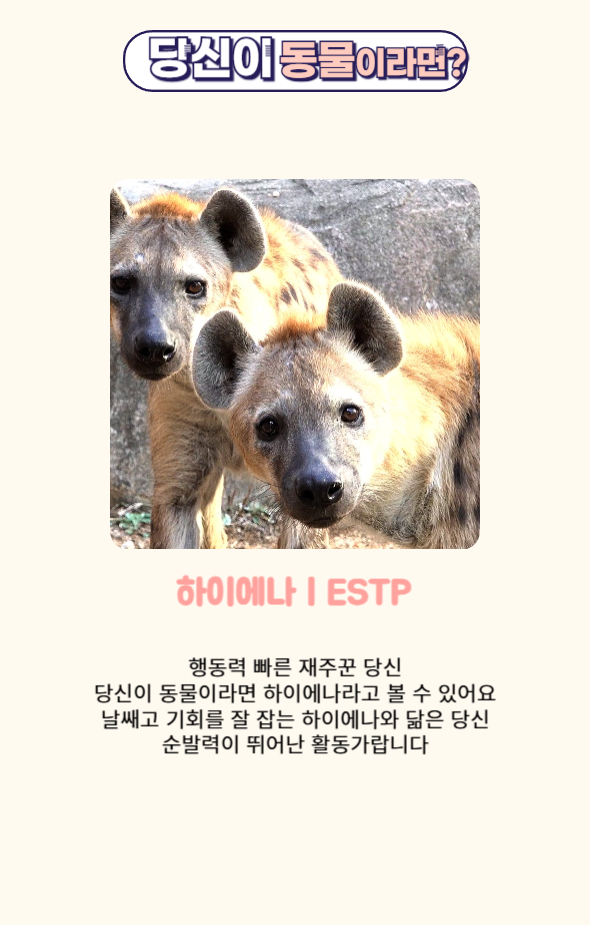 당신이 동물이라면?
하이에나 | ESTP
행동력 빠른 재주꾼 당신
당신이 동물이라면 하이에나라고 볼 수 있어요
날쌔고 기회를 잘 잡는 하이에나와 닮은 당신
순발력이 뛰어난 활동가랍니다